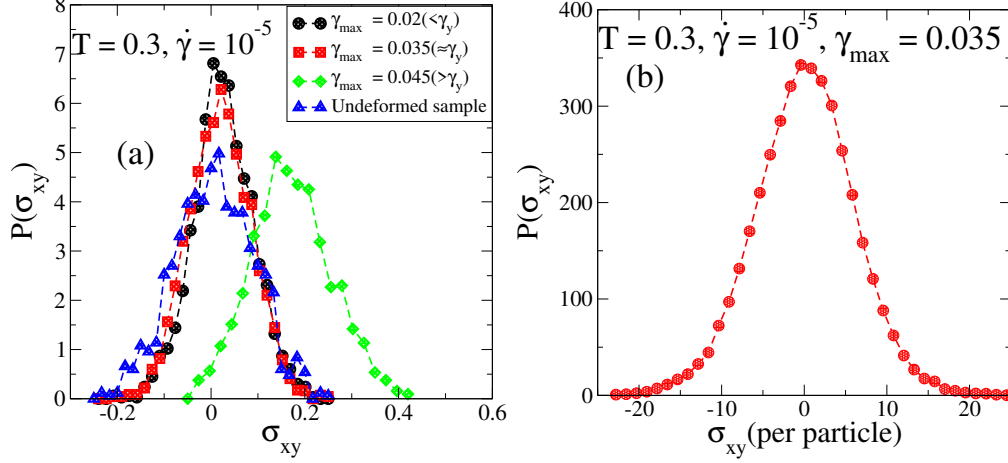 T = 0.3, γ̇ = 10⁻⁵
γmax = 0.02(<γy)
γmax = 0.035(≈γy)
γmax = 0.045(>γy)
Undeformed sample
(a)
P(σxy)
8
7
6
5
4
3
2
1
0
-0.2 0 0.2 0.4 0.6
σxy
T = 0.3, γ̇ = 10⁻⁵, γmax = 0.035
(b)
P(σxy)
400
300
200
100
0
-20 -10 0 10 20
σxy(per particle)